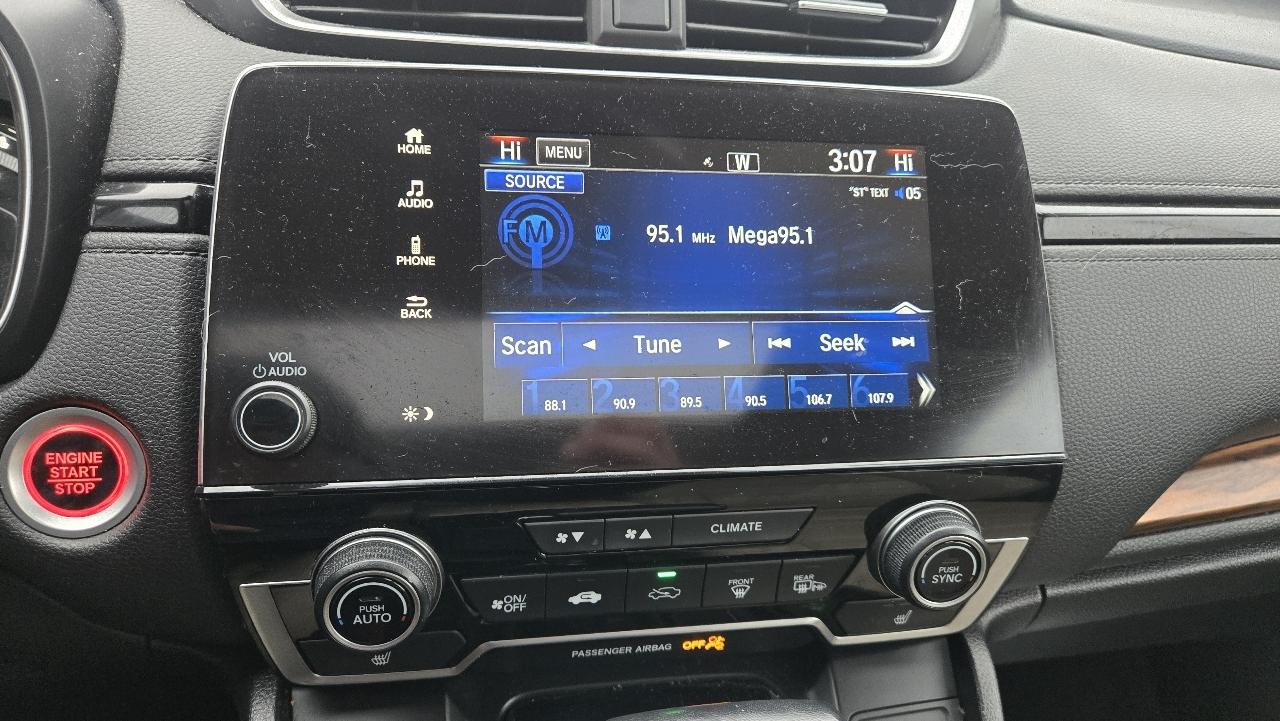 HOME
AUDIO
PHONE
BACK
VOL
AUDIO
Hi MENU W 3:07 Hi
SOURCE
"ST" TEXT 05
FM 95.1 MHz Mega95.1
Scan Tune Seek
1 88.1 2 90.9 3 89.5 4 90.5 5 106.7 6 107.9
ENGINE
START
STOP
CLIMATE
PUSH
AUTO
ON/
OFF
FRONT
REAR
PUSH
SYNC
PASSENGER AIRBAG OFF